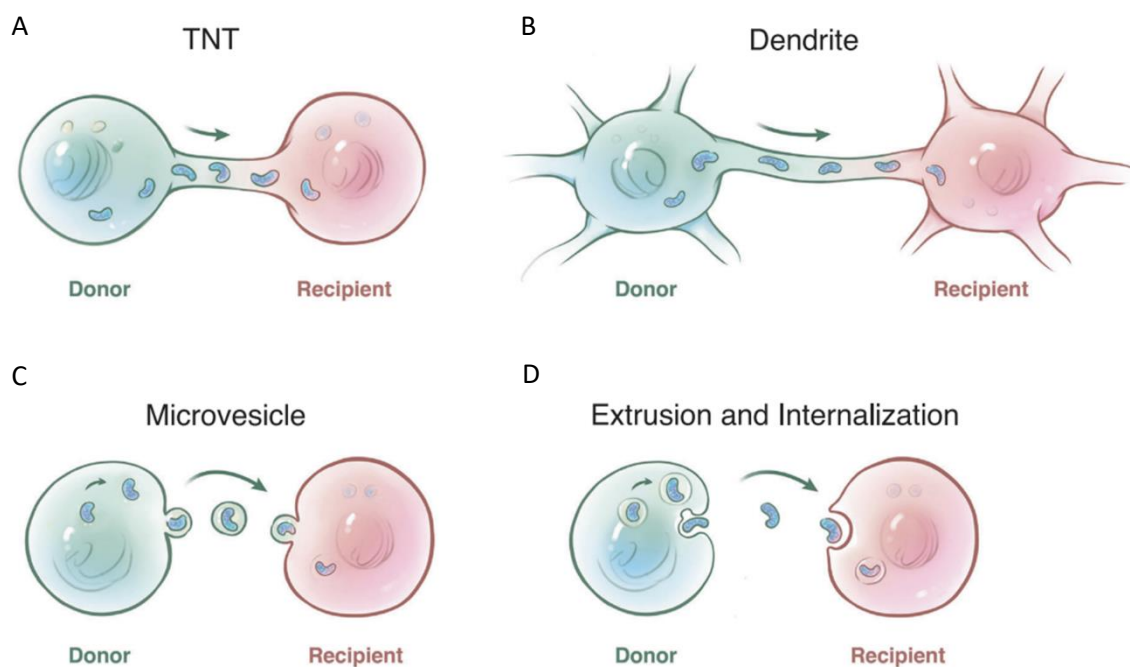 A
TNT
Donor
Recipient
B
Dendrite
Donor
Recipient
C
Microvesicle
Donor
Recipient
D
Extrusion and Internalization
Donor
Recipient